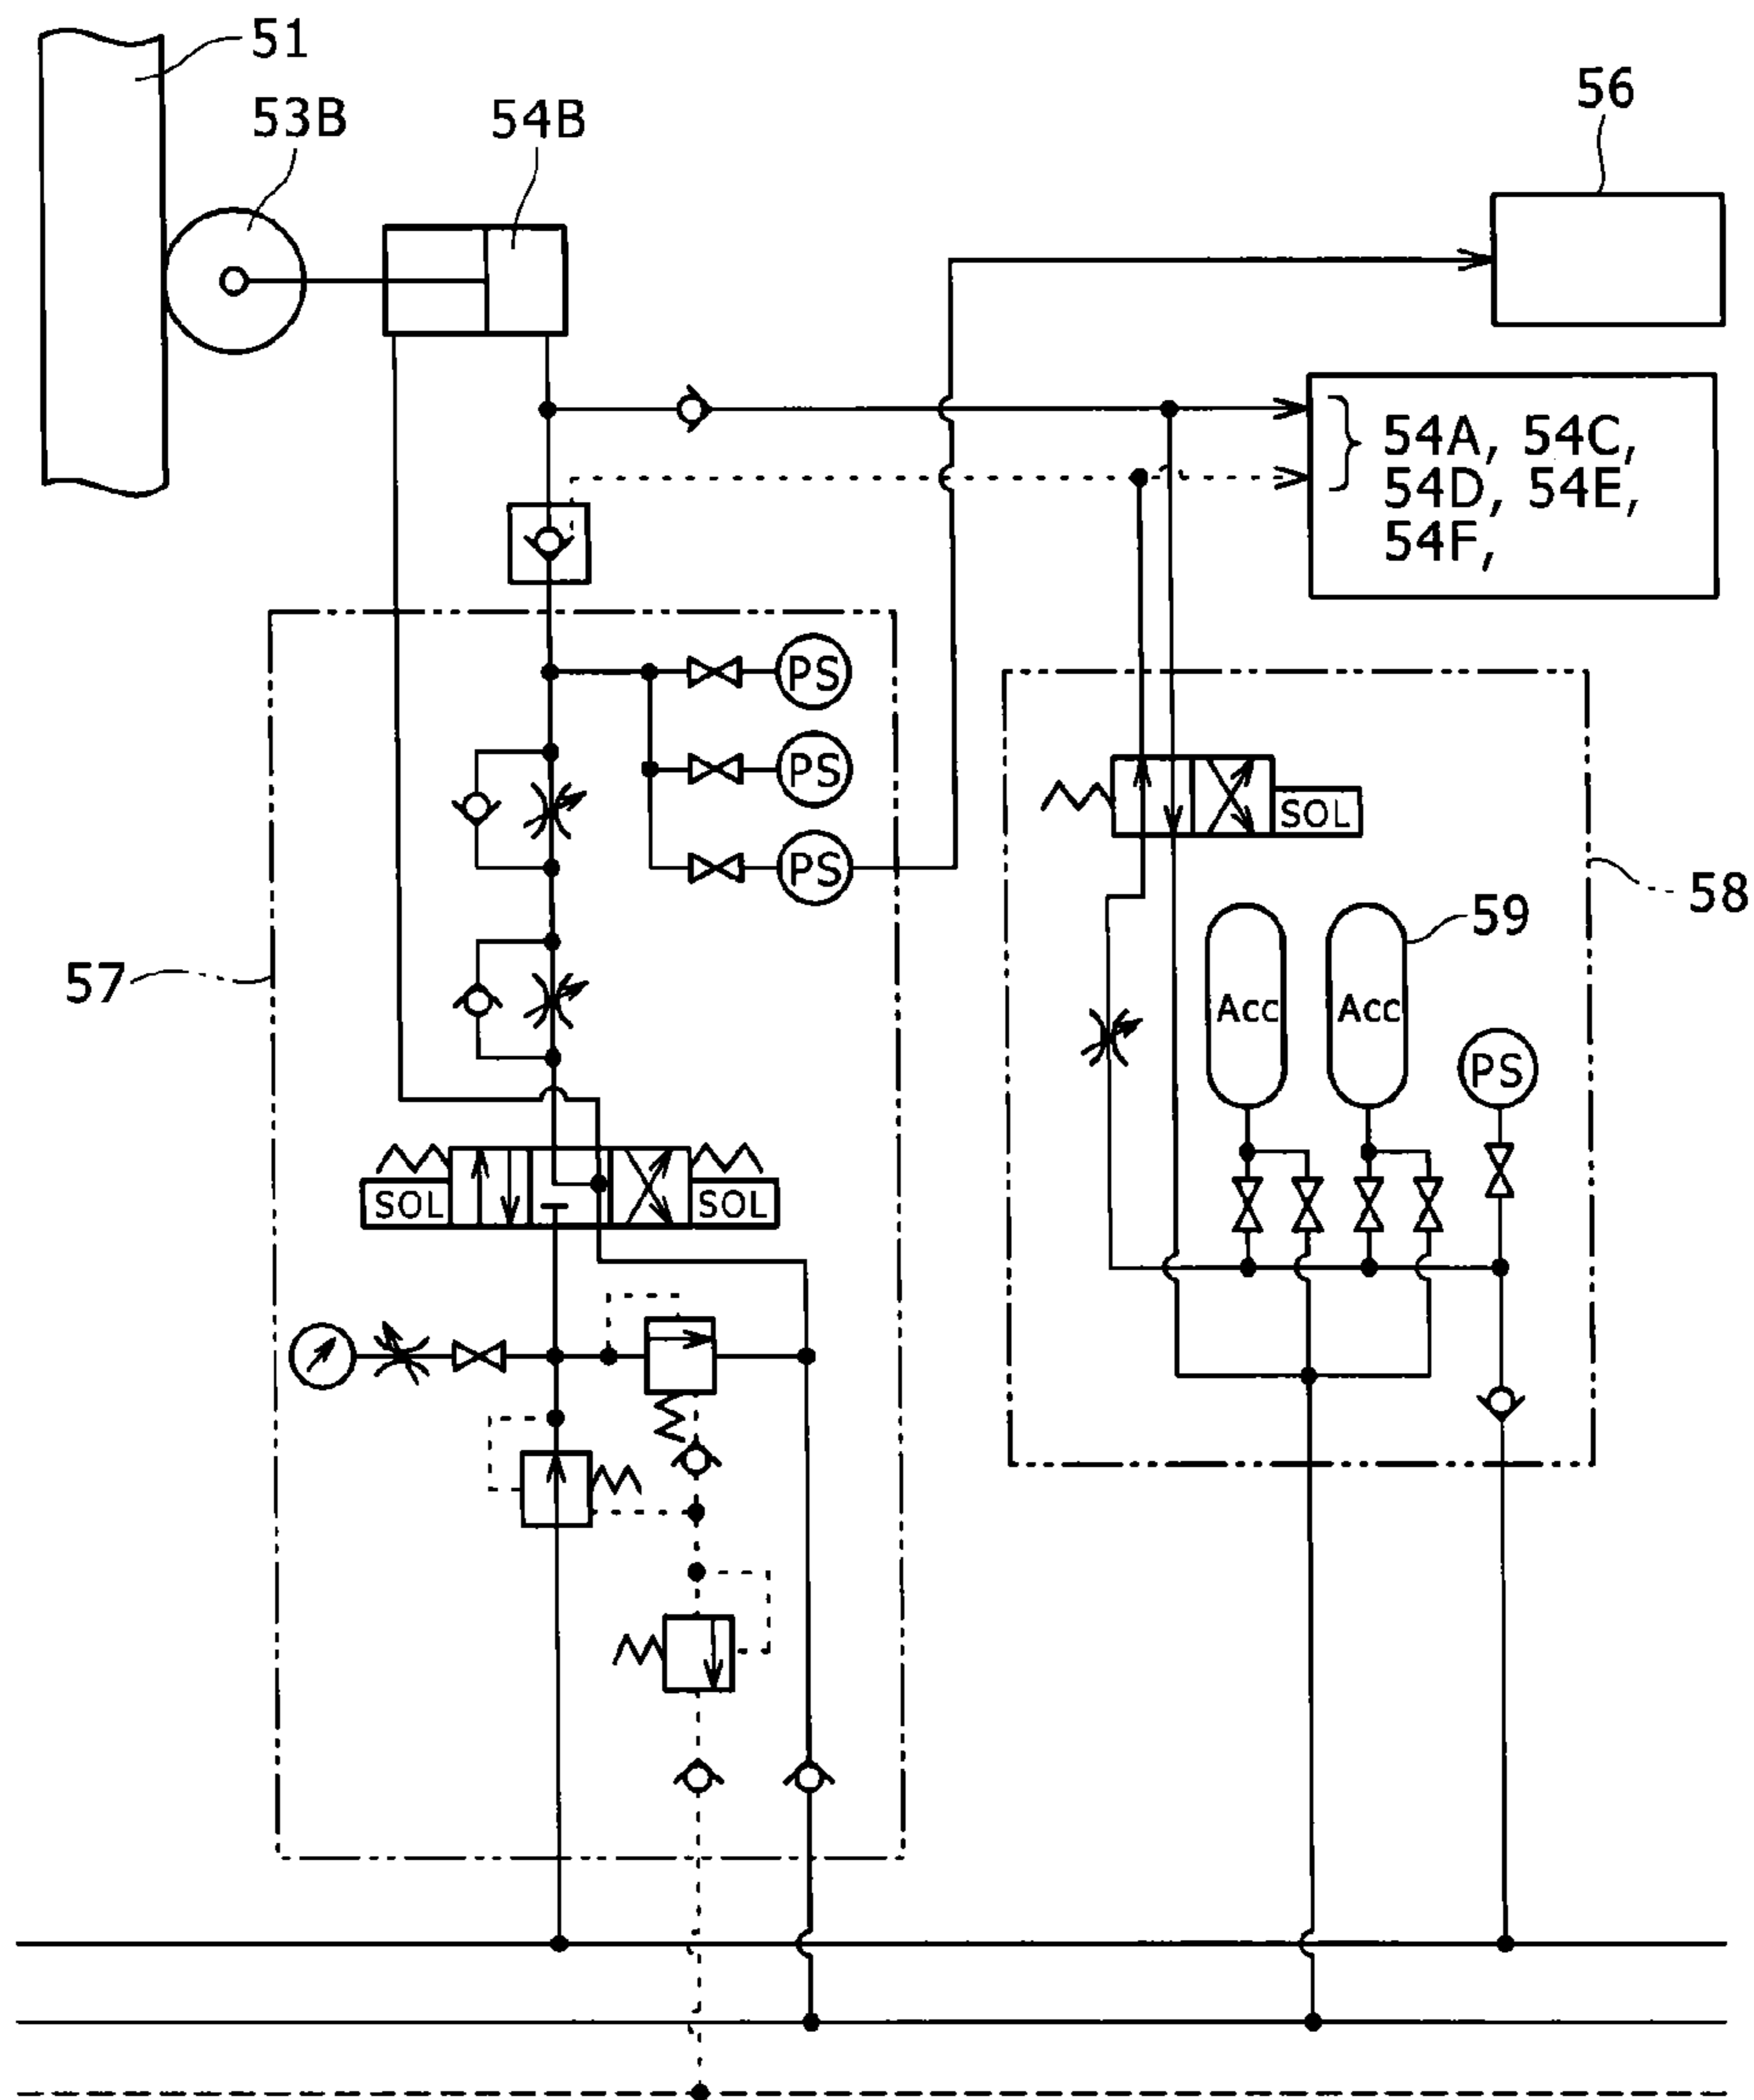 51
53B
54B
56
54A, 54C,
54D, 54E,
54F,
PS
PS
PS
SOL
58
59
57
Acc
Acc
PS
SOL
SOL